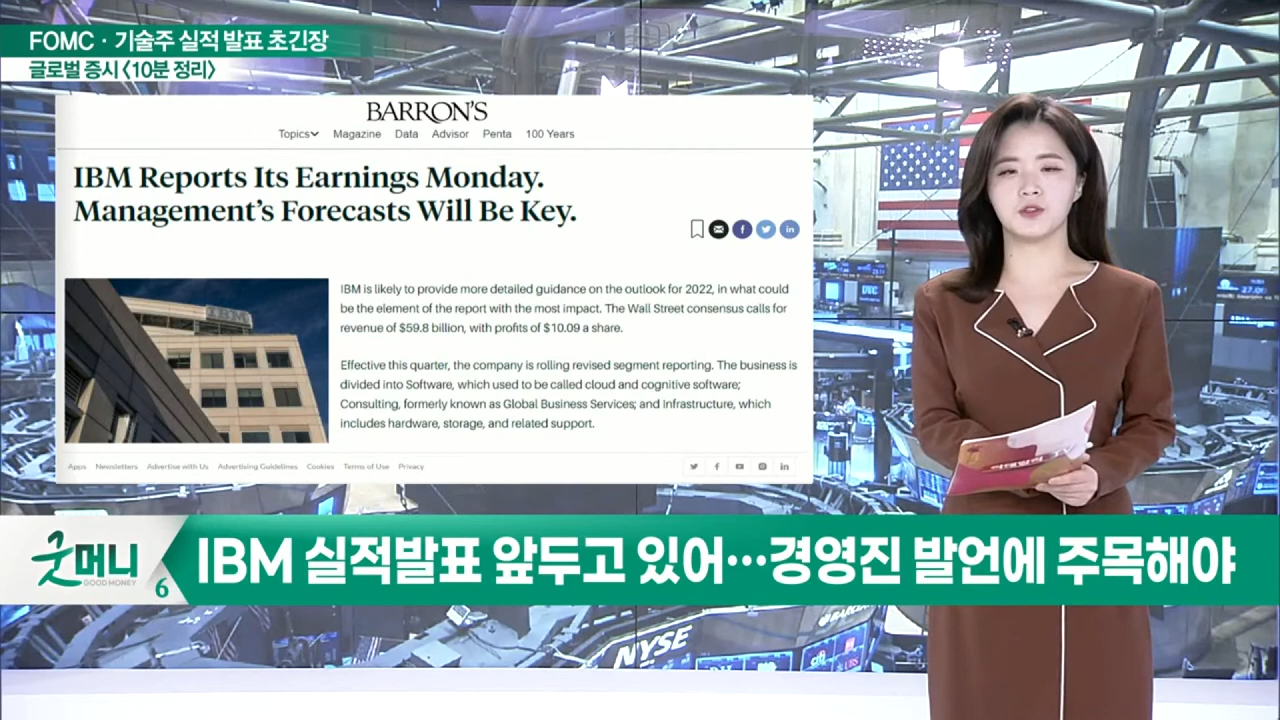 FOMC · 기술주 실적 발표 초긴장
글로벌 증시 <10분 정리>
BARRON'S
Topics Magazine Data Advisor Penta 100 Years
IBM Reports Its Earnings Monday.
Management's Forecasts Will Be Key.
IBM is likely to provide more detailed guidance on the outlook for 2022, in what could
be the element of the report with the most impact. The Wall Street consensus calls for
revenue of $59.8 billion, with profits of $10.09 a share.
Effective this quarter, the company is rolling revised segment reporting. The business is
divided into Software, which used to be called cloud and cognitive software;
Consulting, formerly known as Global Business Services; and Infrastructure, which
includes hardware, storage, and related support.
Apps Newsletters Advertise with Us Advertising Guidelines Cookies Terms of Use Privacy
굿머니
GOOD MONEY
6
IBM 실적발표 앞두고 있어…경영진 발언에 주목해야
NYSE
citi
UBS